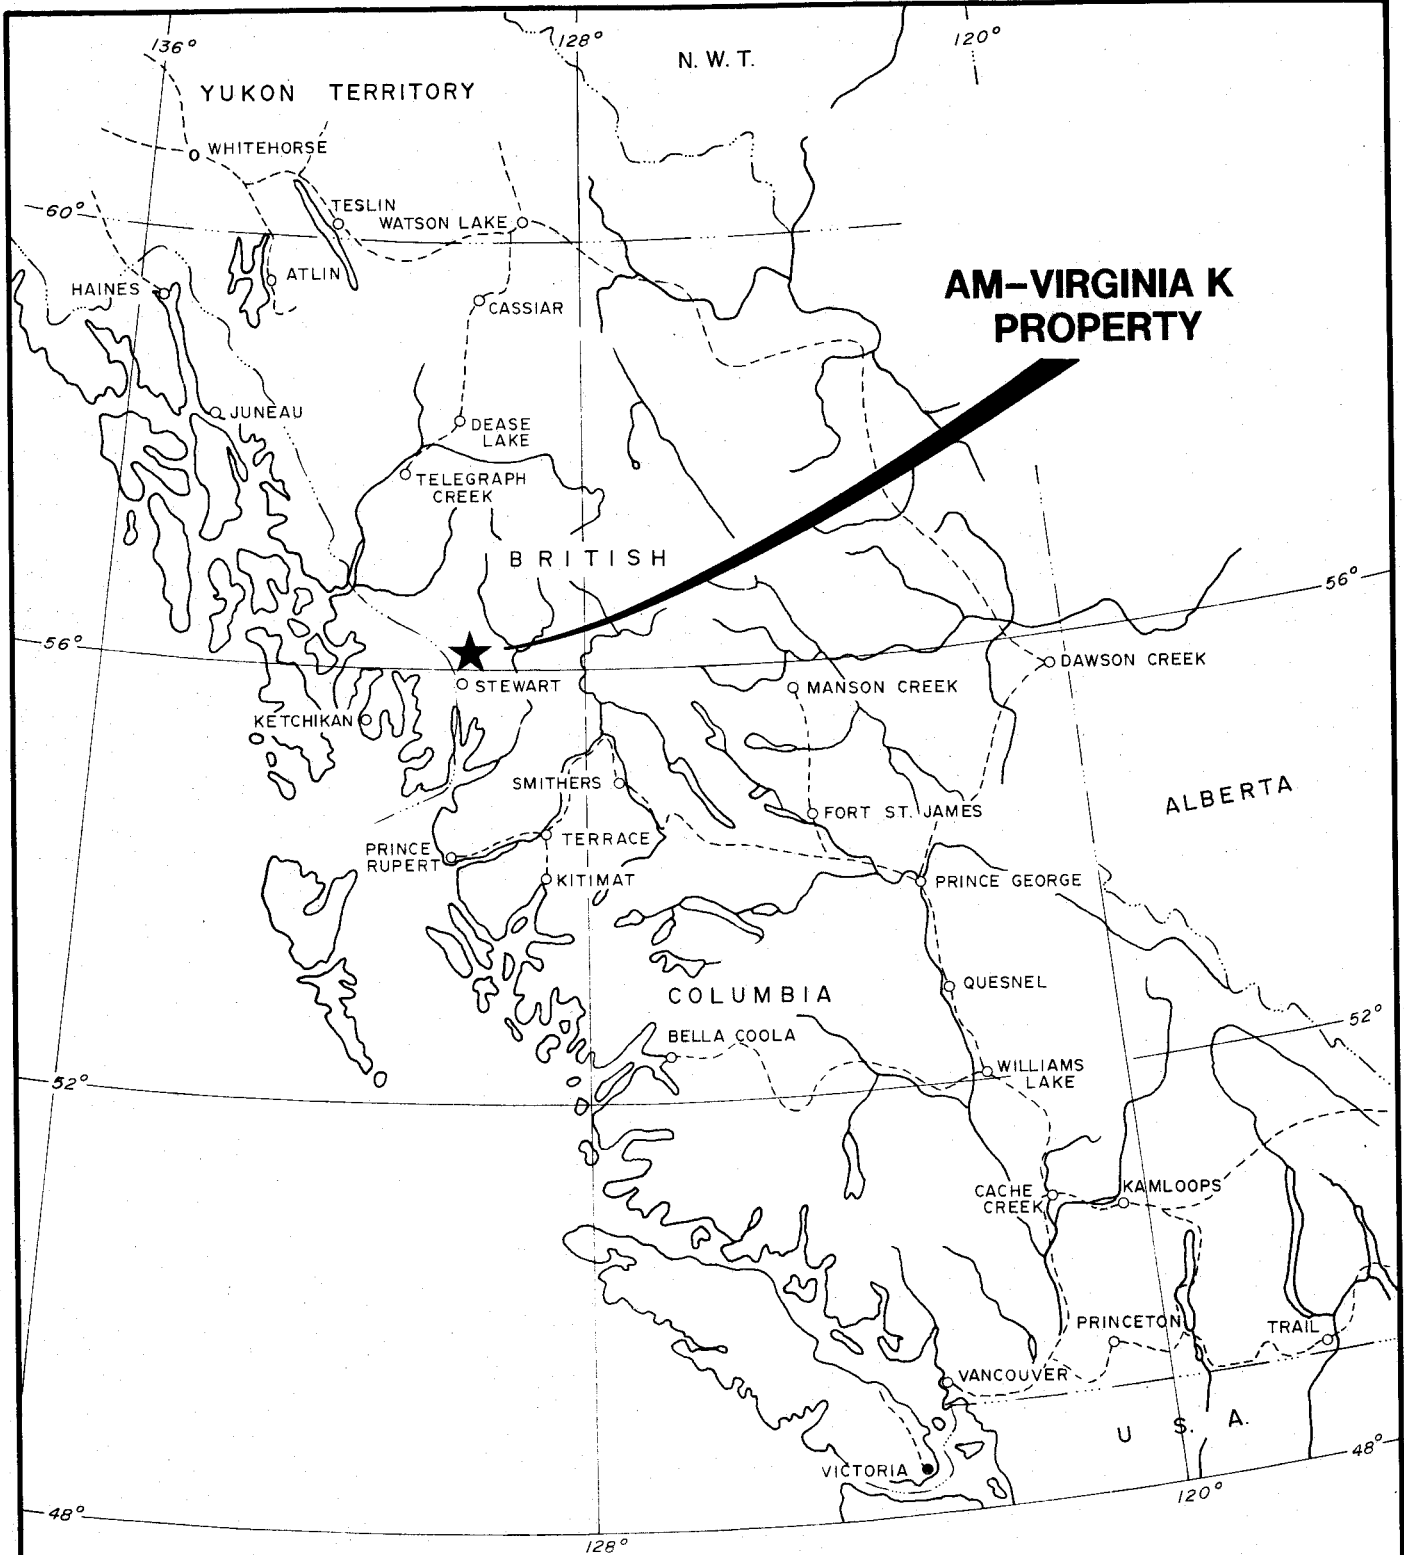 136°
128°
120°
N. W. T.
YUKON TERRITORY
WHITEHORSE
60°
TESLIN
WATSON LAKE
ATLIN
HAINES
CASSIAR
AM–VIRGINIA K
PROPERTY
JUNEAU
DEASE
LAKE
TELEGRAPH
CREEK
BRITISH
56°
56°
STEWART
DAWSON CREEK
MANSON CREEK
KETCHIKAN
SMITHERS
ALBERTA
FORT ST. JAMES
TERRACE
PRINCE
RUPERT
KITIMAT
PRINCE GEORGE
QUESNEL
COLUMBIA
52°
BELLA COOLA
WILLIAMS
LAKE
52°
CACHE
CREEK
KAMLOOPS
PRINCETON
TRAIL
VANCOUVER
U. S. A.
48°
VICTORIA
120°
48°
128°